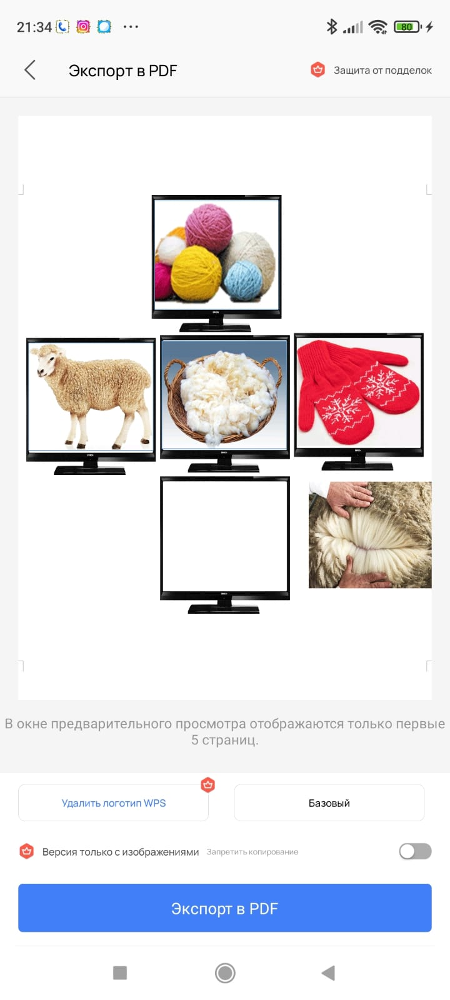 21:34
80
Экспорт в PDF
Защита от подделок
В окне предварительного просмотра отображаются только первые
5 страниц.
Удалить логотип WPS
Базовый
Версия только с изображениями Запретить копирование
Экспорт в PDF